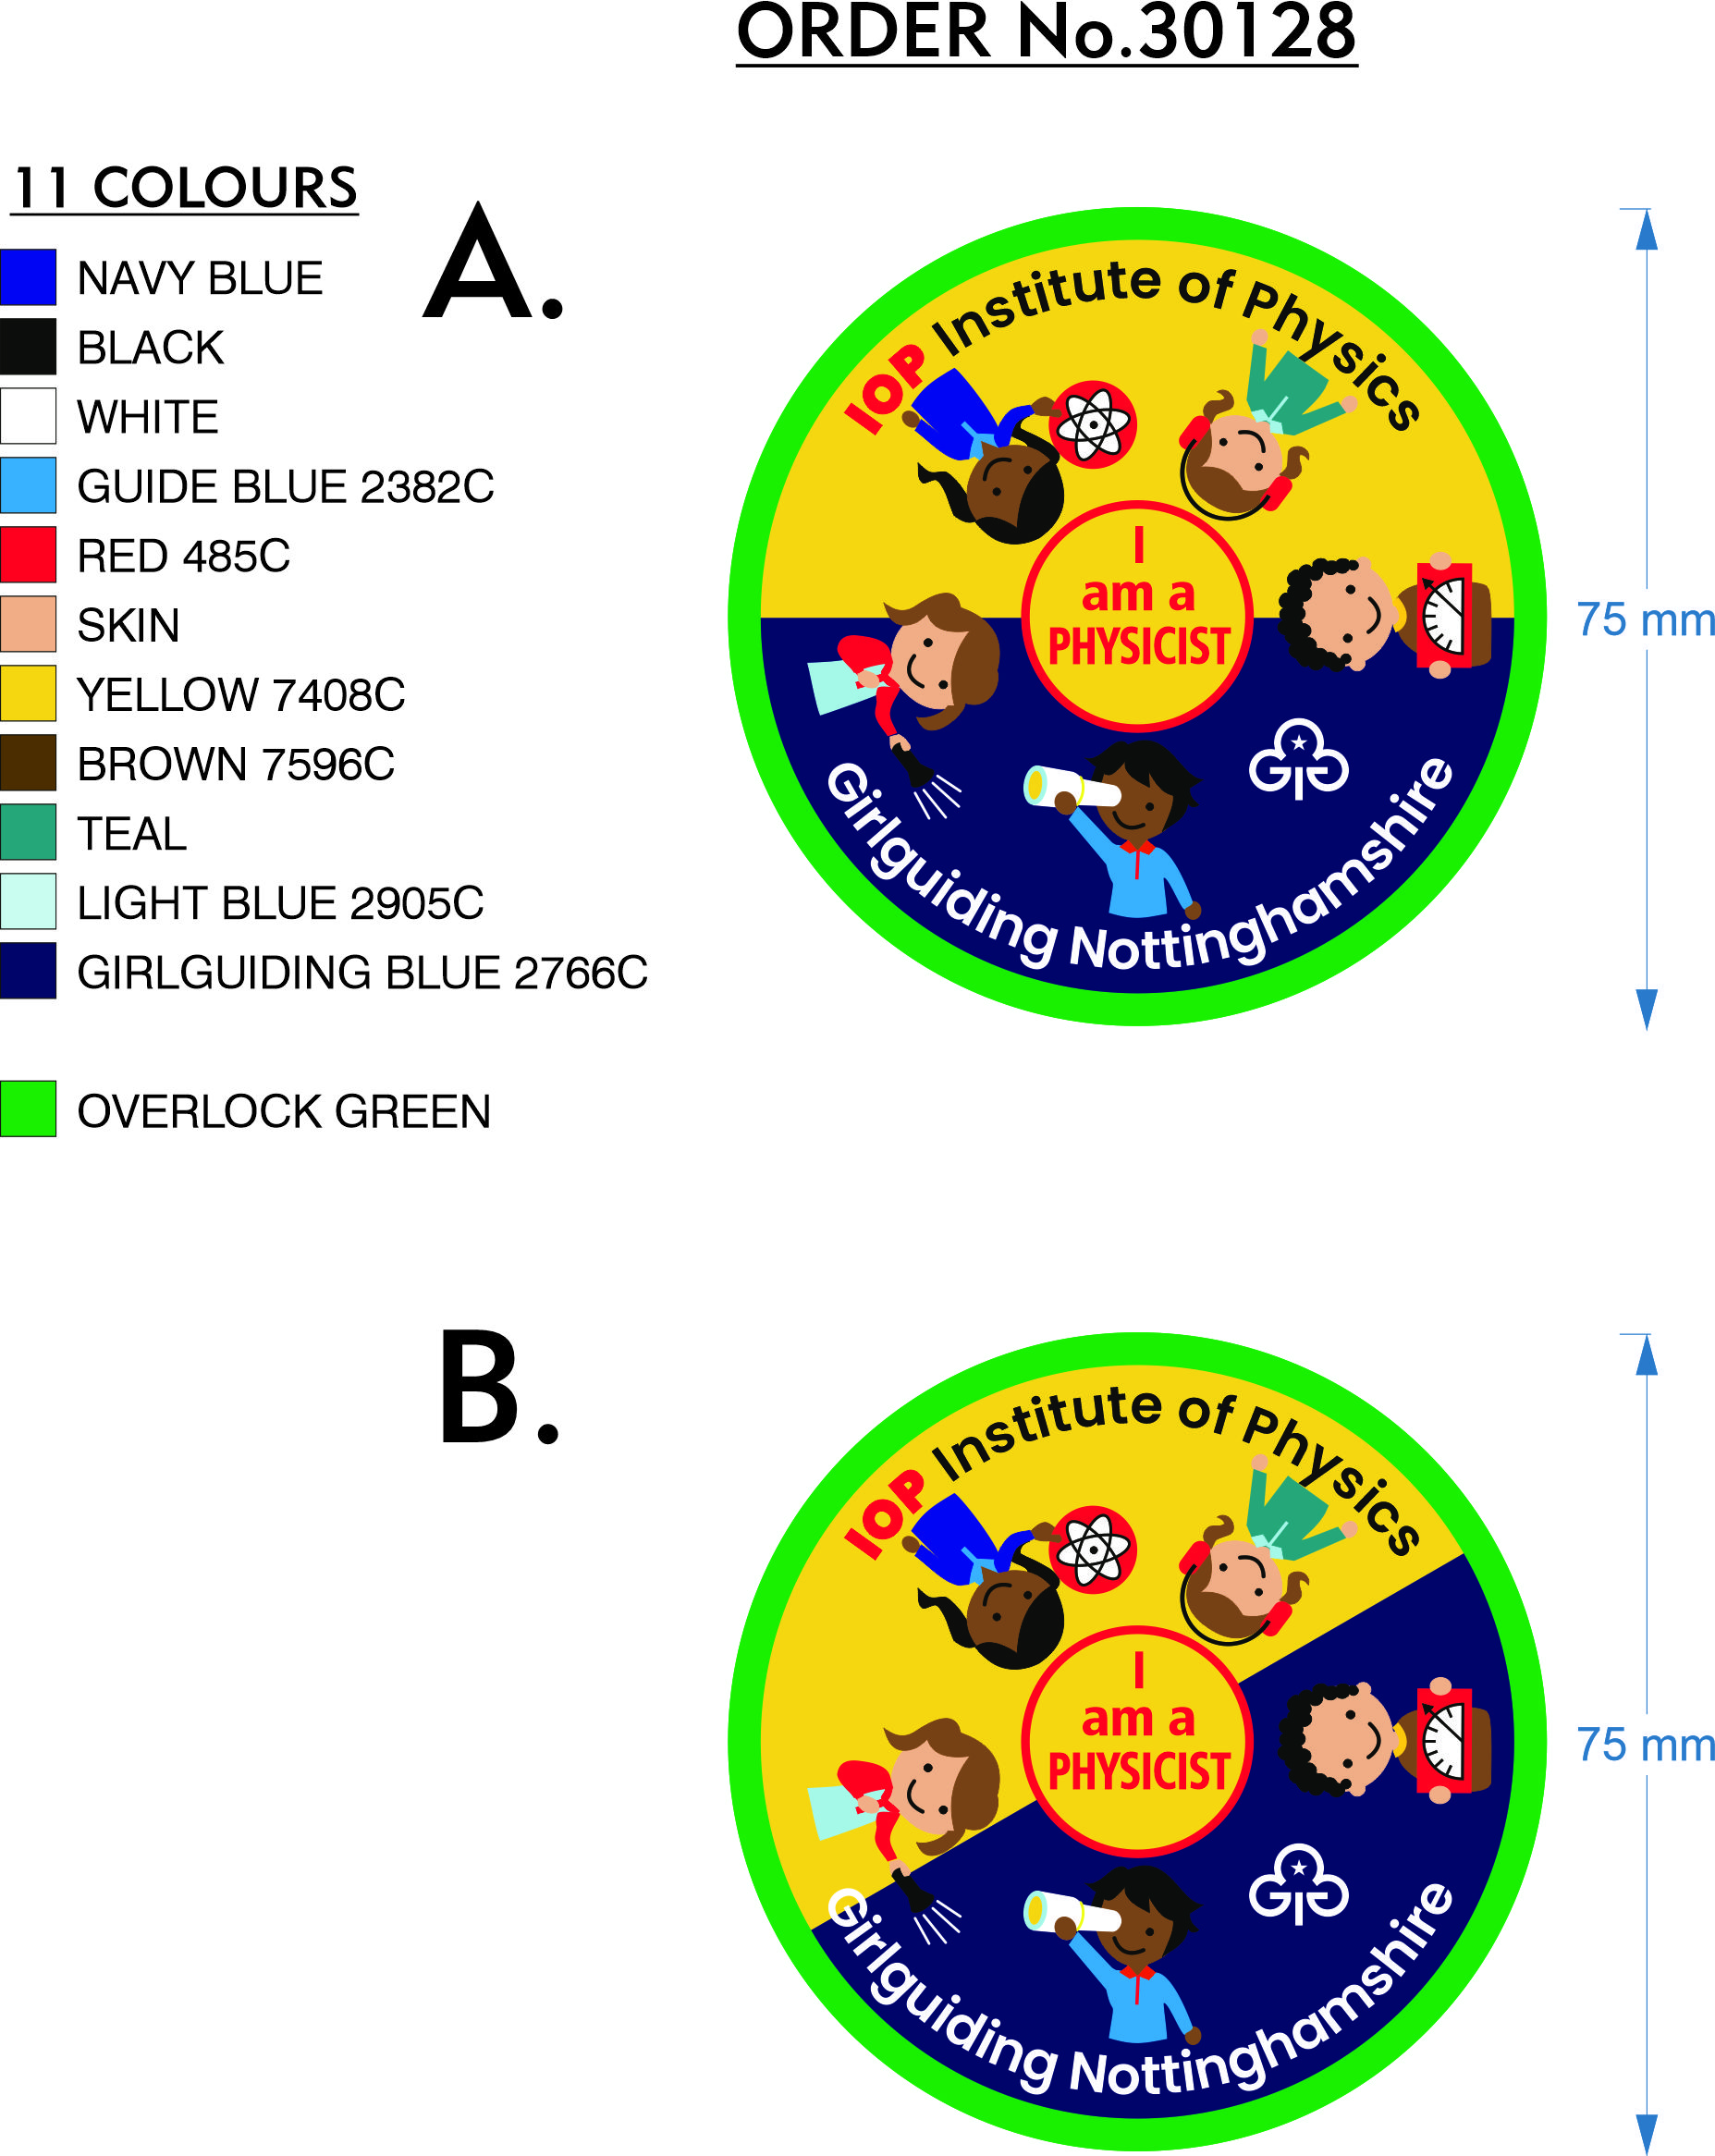 ORDER No.30128
11 COLOURS
NAVY BLUE
BLACK
WHITE
GUIDE BLUE 2382C
RED 485C
SKIN
YELLOW 7408C
BROWN 7596C
TEAL
LIGHT BLUE 2905C
GIRLGUIDING BLUE 2766C
OVERLOCK GREEN
A.
IOP Institute of Physics
I
am a
PHYSICIST
Girlguiding Nottinghamshire
75 mm
B.
IOP Institute of Physics
I
am a
PHYSICIST
Girlguiding Nottinghamshire
75 mm